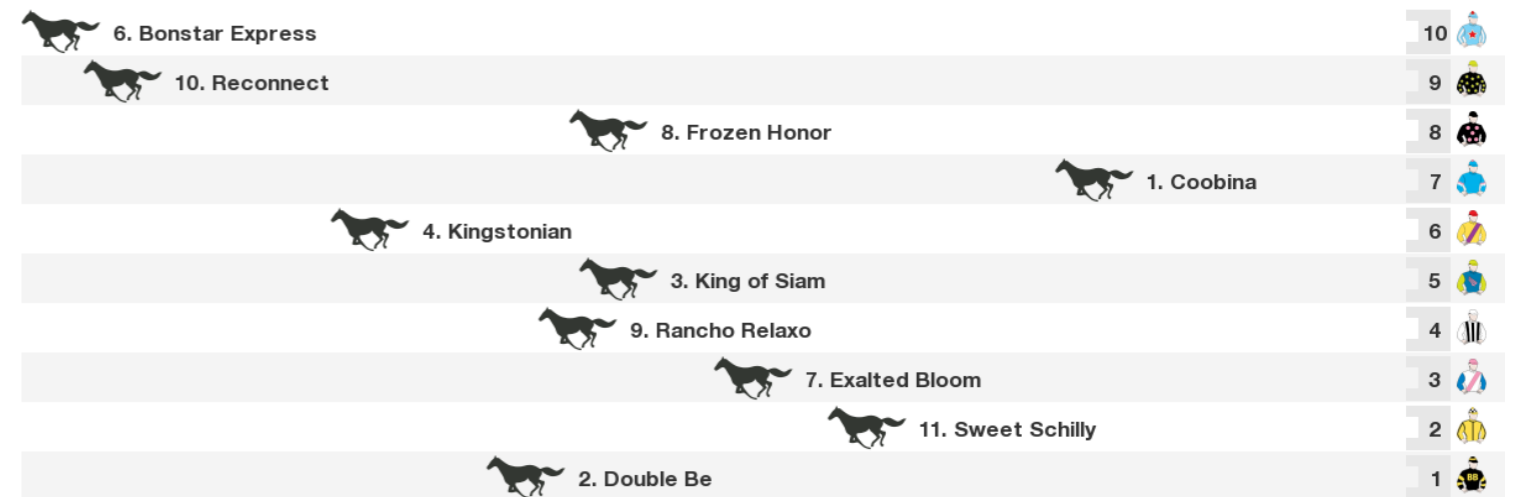 6. Bonstar Express 10
10. Reconnect 9
8. Frozen Honor 8
1. Coobina 7
4. Kingstonian 6
3. King of Siam 5
9. Rancho Relaxo 4
7. Exalted Bloom 3
11. Sweet Schilly 2
2. Double Be 1 BB